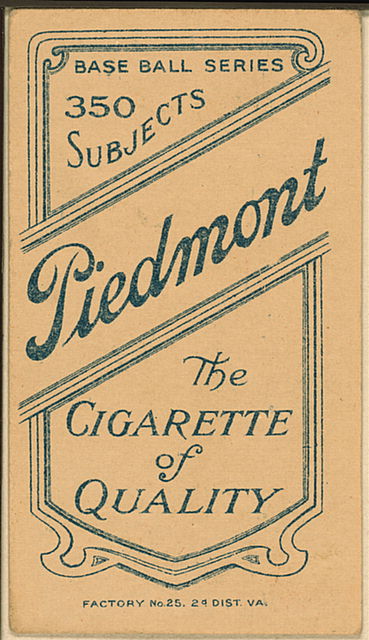 BASE BALL SERIES
350
SUBJECTS
Piedmont
The
CIGARETTE
of
QUALITY
FACTORY No. 25, 2d DIST. VA.